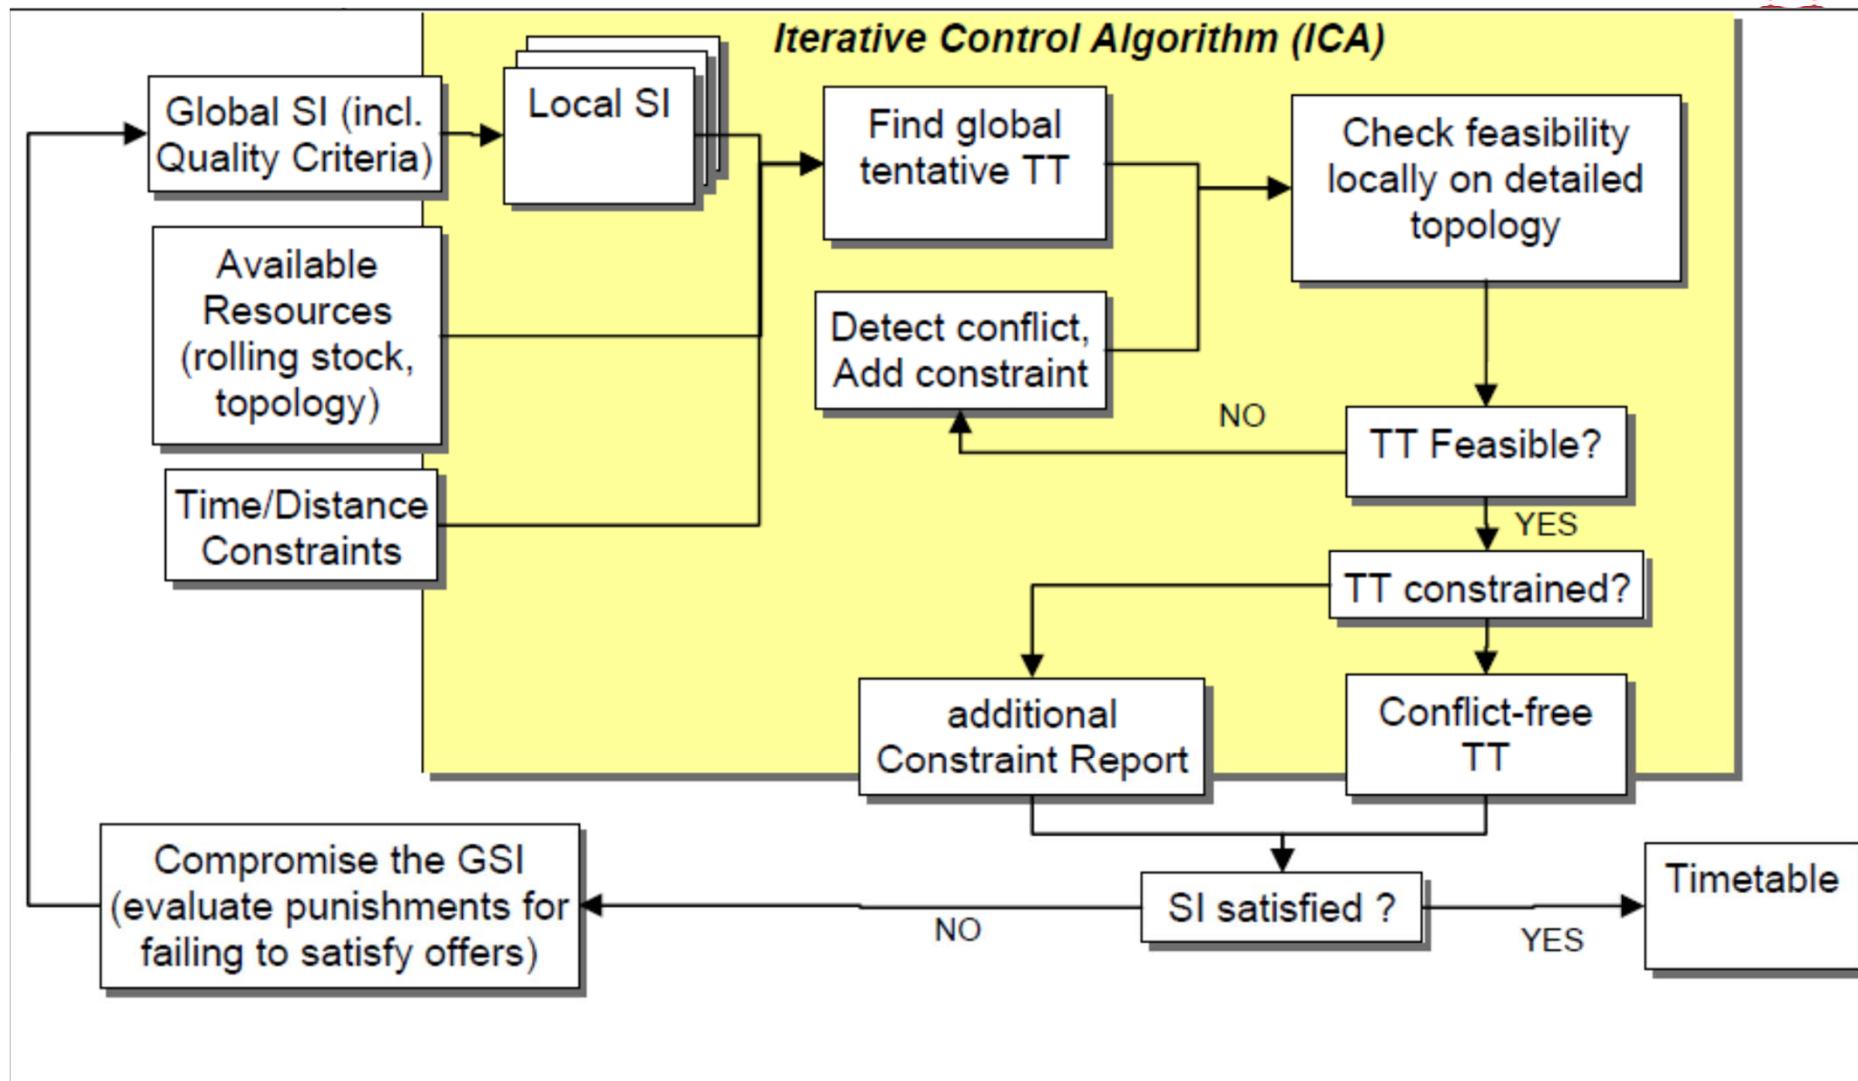 Iterative Control Algorithm (ICA)
Global SI (incl.
Quality Criteria)
Local SI
Find global
tentative TT
Check feasibility
locally on detailed
topology
Available
Resources
(rolling stock,
topology)
Detect conflict,
Add constraint
NO
TT Feasible?
Time/Distance
Constraints
YES
TT constrained?
additional
Constraint Report
Conflict-free
TT
Compromise the GSI
(evaluate punishments for
failing to satisfy offers)
NO
SI satisfied ?
YES
Timetable